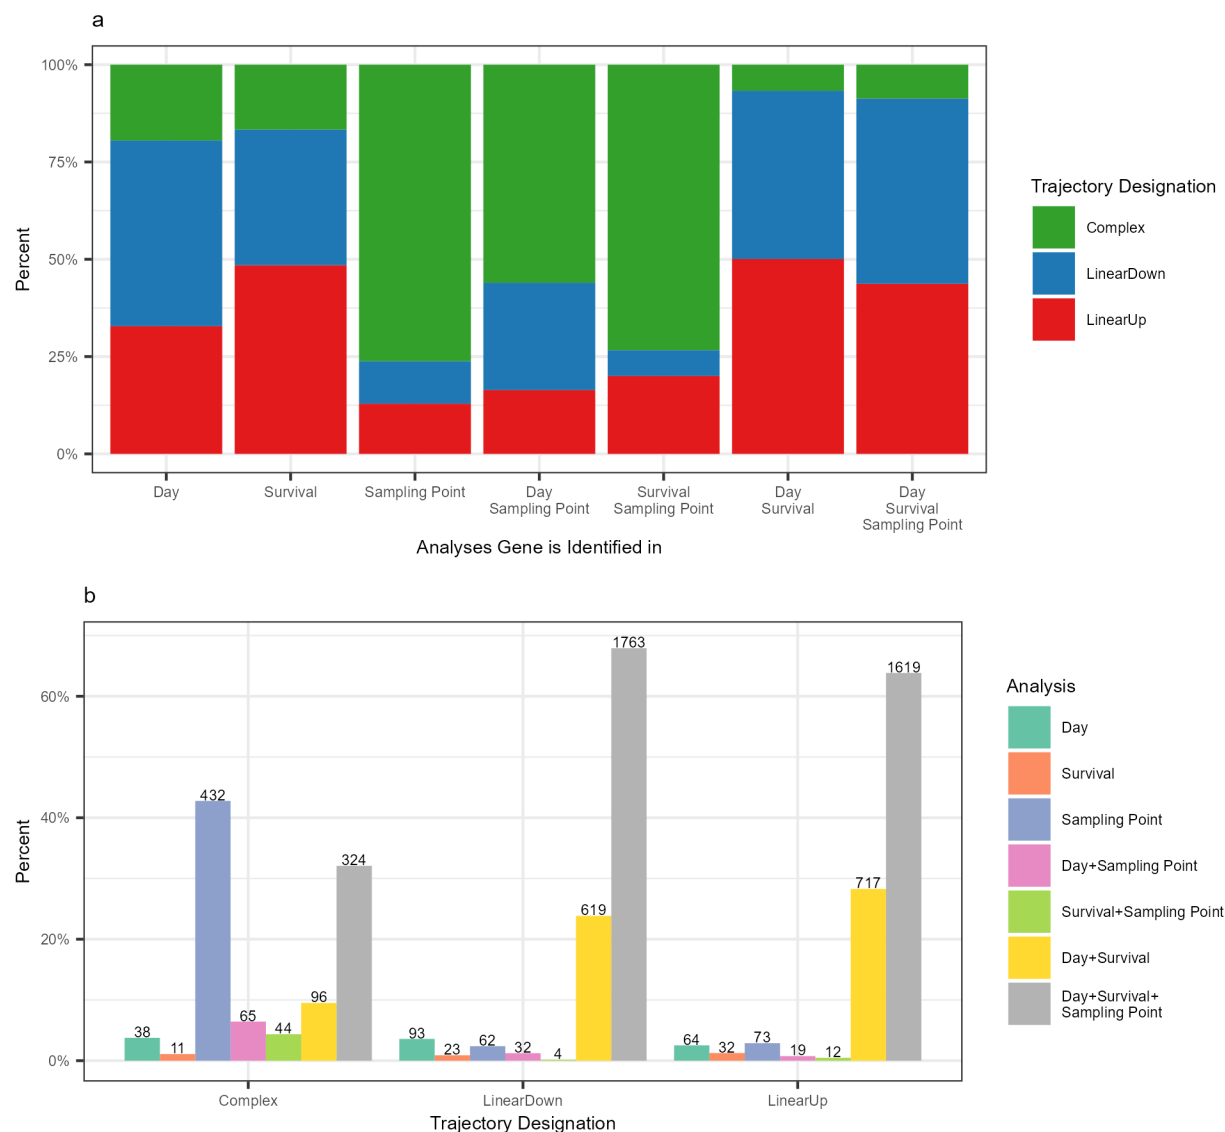 a
100%
75%
50%
25%
0%
Percent
Day
Survival
Sampling Point
Day
Sampling Point
Survival
Sampling Point
Day
Survival
Day
Survival
Sampling Point
Analyses Gene is Identified in
Trajectory Designation
Complex
LinearDown
LinearUp
b
60%
40%
20%
0%
Percent
38
11
432
65
44
96
324
93
23
62
32
4
619
1763
64
32
73
19
12
717
1619
Complex
LinearDown
LinearUp
Trajectory Designation
Analysis
Day
Survival
Sampling Point
Day+Sampling Point
Survival+Sampling Point
Day+Survival
Day+Survival+
Sampling Point